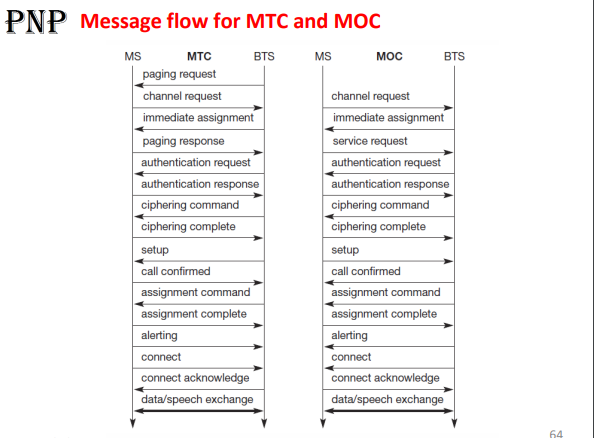 PNP Message flow for MTC and MOC
MS MTC BTS MS MOC BTS
paging request
channel request channel request
immediate assignment immediate assignment
paging response service request
authentication request authentication request
authentication response authentication response
ciphering command ciphering command
ciphering complete ciphering complete
setup setup
call confirmed call confirmed
assignment command assignment command
assignment complete assignment complete
alerting alerting
connect connect
connect acknowledge connect acknowledge
data/speech exchange data/speech exchange
64